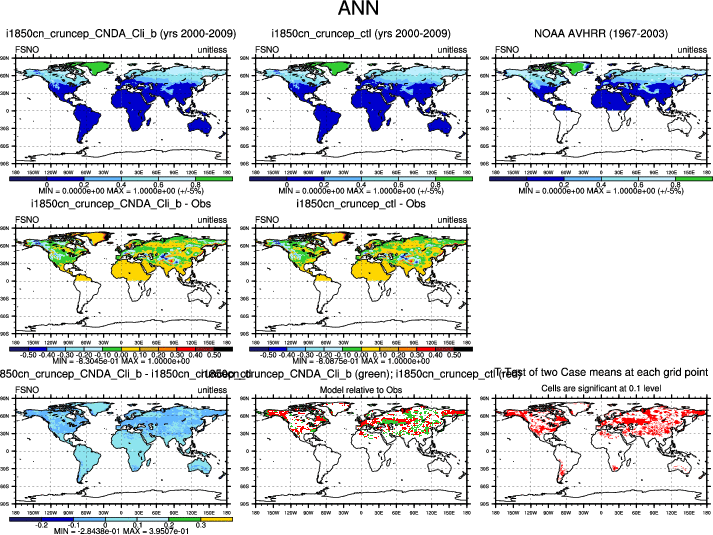 ANN
i1850cn_cruncep_CNDA_Cli_b (yrs 2000-2009)
FSNO unitless
90N
60N
30N
0
30S
60S
90S
180 150W 120W 90W 60W 30W 0 30E 60E 90E 120E 150E 180
0 0.2 0.4 0.6 0.8
MIN = 0.0000e+00 MAX = 1.0000e+00 (+/-5%)
i1850cn_cruncep_ctl (yrs 2000-2009)
FSNO unitless
90N
60N
30N
0
30S
60S
90S
180 150W 120W 90W 60W 30W 0 30E 60E 90E 120E 150E 180
0 0.2 0.4 0.6 0.8
MIN = 0.0000e+00 MAX = 1.0000e+00 (+/-5%)
NOAA AVHRR (1967-2003)
FSNO unitless
90N
60N
30N
0
30S
60S
90S
180 150W 120W 90W 60W 30W 0 30E 60E 90E 120E 150E 180
0 0.2 0.4 0.6 0.8
MIN = 0.0000e+00 MAX = 1.0000e+00 (+/-5%)
i1850cn_cruncep_CNDA_Cli_b - Obs
90N
60N
30N
0
30S
60S
90S
180 150W 120W 90W 60W 30W 0 30E 60E 90E 120E 150E 180
-0.50 -0.40 -0.30 -0.20 -0.10 0.00 0.10 0.20 0.30 0.40 0.50
MIN = -8.3045e-01 MAX = 1.0000e+00
i1850cn_cruncep_ctl - Obs
90N
60N
30N
0
30S
60S
90S
180 150W 120W 90W 60W 30W 0 30E 60E 90E 120E 150E 180
-0.50 -0.40 -0.30 -0.20 -0.10 0.00 0.10 0.20 0.30 0.40 0.50
MIN = -8.0875e-01 MAX = 1.0000e+00
850cn_cruncep_CNDA_Cli_b - i1850cn_cruncep_ctl
FSNO unitless
90N
60N
30N
0
30S
60S
90S
180 150W 120W 90W 60W 30W 0 30E 60E 90E 120E 150E 180
-0.2 -0.1 0 0.1 0.2 0.3
MIN = -2.8438e-01 MAX = 3.9507e-01
cruncep_CNDA_Cli_b (green); i1850cn_cruncep_ctl (red)
Model relative to Obs
90N
60N
30N
0
30S
60S
90S
180 150W 120W 90W 60W 30W 0 30E 60E 90E 120E 150E 180
T-Test of two Case means at each grid point
Cells are significant at 0.1 level
90N
60N
30N
0
30S
60S
90S
180 150W 120W 90W 60W 30W 0 30E 60E 90E 120E 150E 180